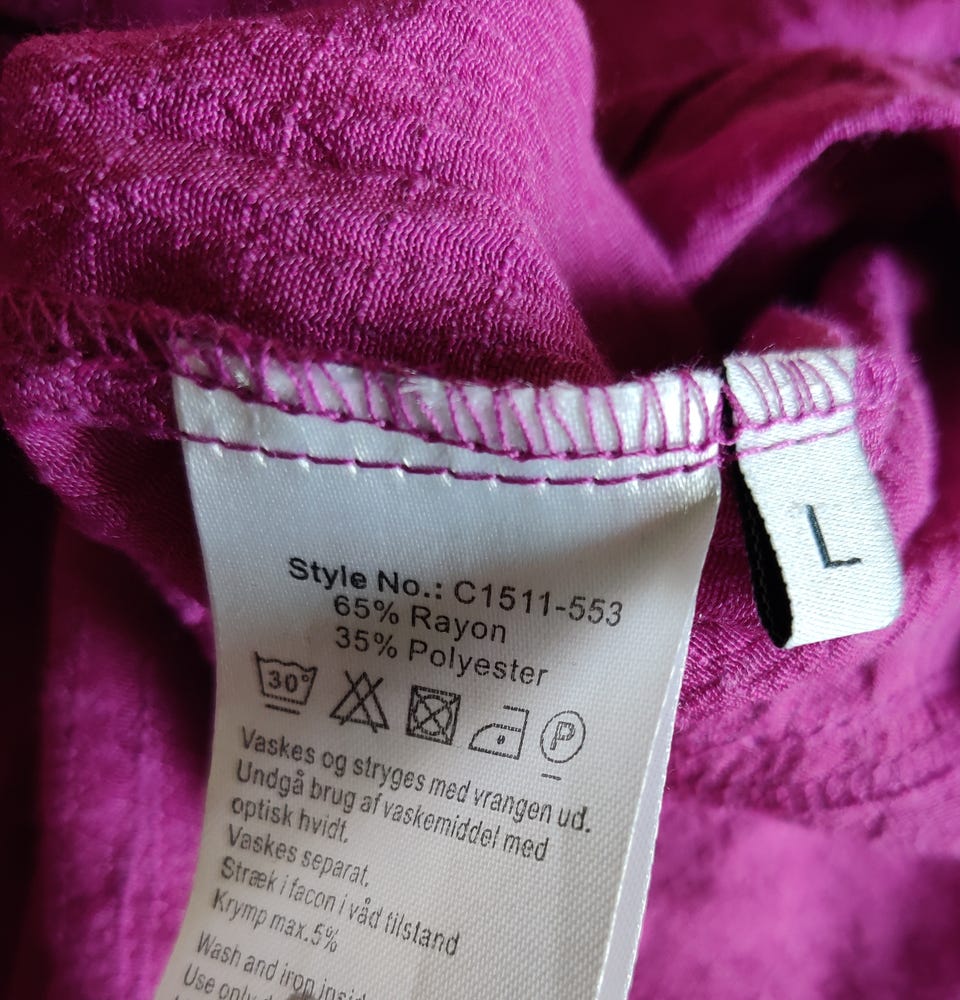 Style No.: C1511-553
65% Rayon
35% Polyester
30°
P
Vaskes og stryges med vrangen ud.
Undgå brug af vaskemiddel med
optisk hvidt.
Vaskes separat.
Stræk i facon i våd tilstand
Krymp max.5%
Wash and iron
Use only
L